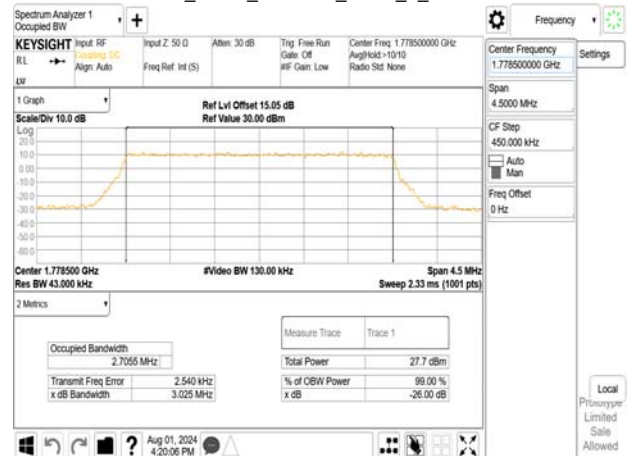 Spectrum Analyzer 1
Occupied BW
+
Frequency
KEYSIGHT
RL
Input: RF
Coupling: DC
Align: Auto
Input Z: 50 Ω
Freq Ref: Int (S)
Atten: 30 dB
Trig: Free Run
Gate: Off
#IF Gain: Low
Center Freq: 1.778500000 GHz
Avg|Hold:>10/10
Radio Std: None
1 Graph
Scale/Div 10.0 dB
Ref Lvl Offset 15.05 dB
Ref Value 30.00 dBm
Log
20.0
10.0
0.00
-10.0
-20.0
-30.0
-40.0
-50.0
-60.0
Center 1.778500 GHz
Res BW 43.000 kHz
#Video BW 130.00 kHz
Span 4.5 MHz
Sweep 2.33 ms (1001 pts)
2 Metrics
Measure Trace
Trace 1
Occupied Bandwidth
2.7055 MHz
Total Power
27.7 dBm
Transmit Freq Error
2.540 kHz
% of OBW Power
99.00 %
x dB Bandwidth
3.025 MHz
x dB
-26.00 dB
Aug 01, 2024
4:20:06 PM
Center Frequency
1.778500000 GHz
Settings
Span
4.5000 MHz
CF Step
450.000 kHz
Auto
Man
Freq Offset
0 Hz
Local
Prototype
Limited
Sale
Allowed